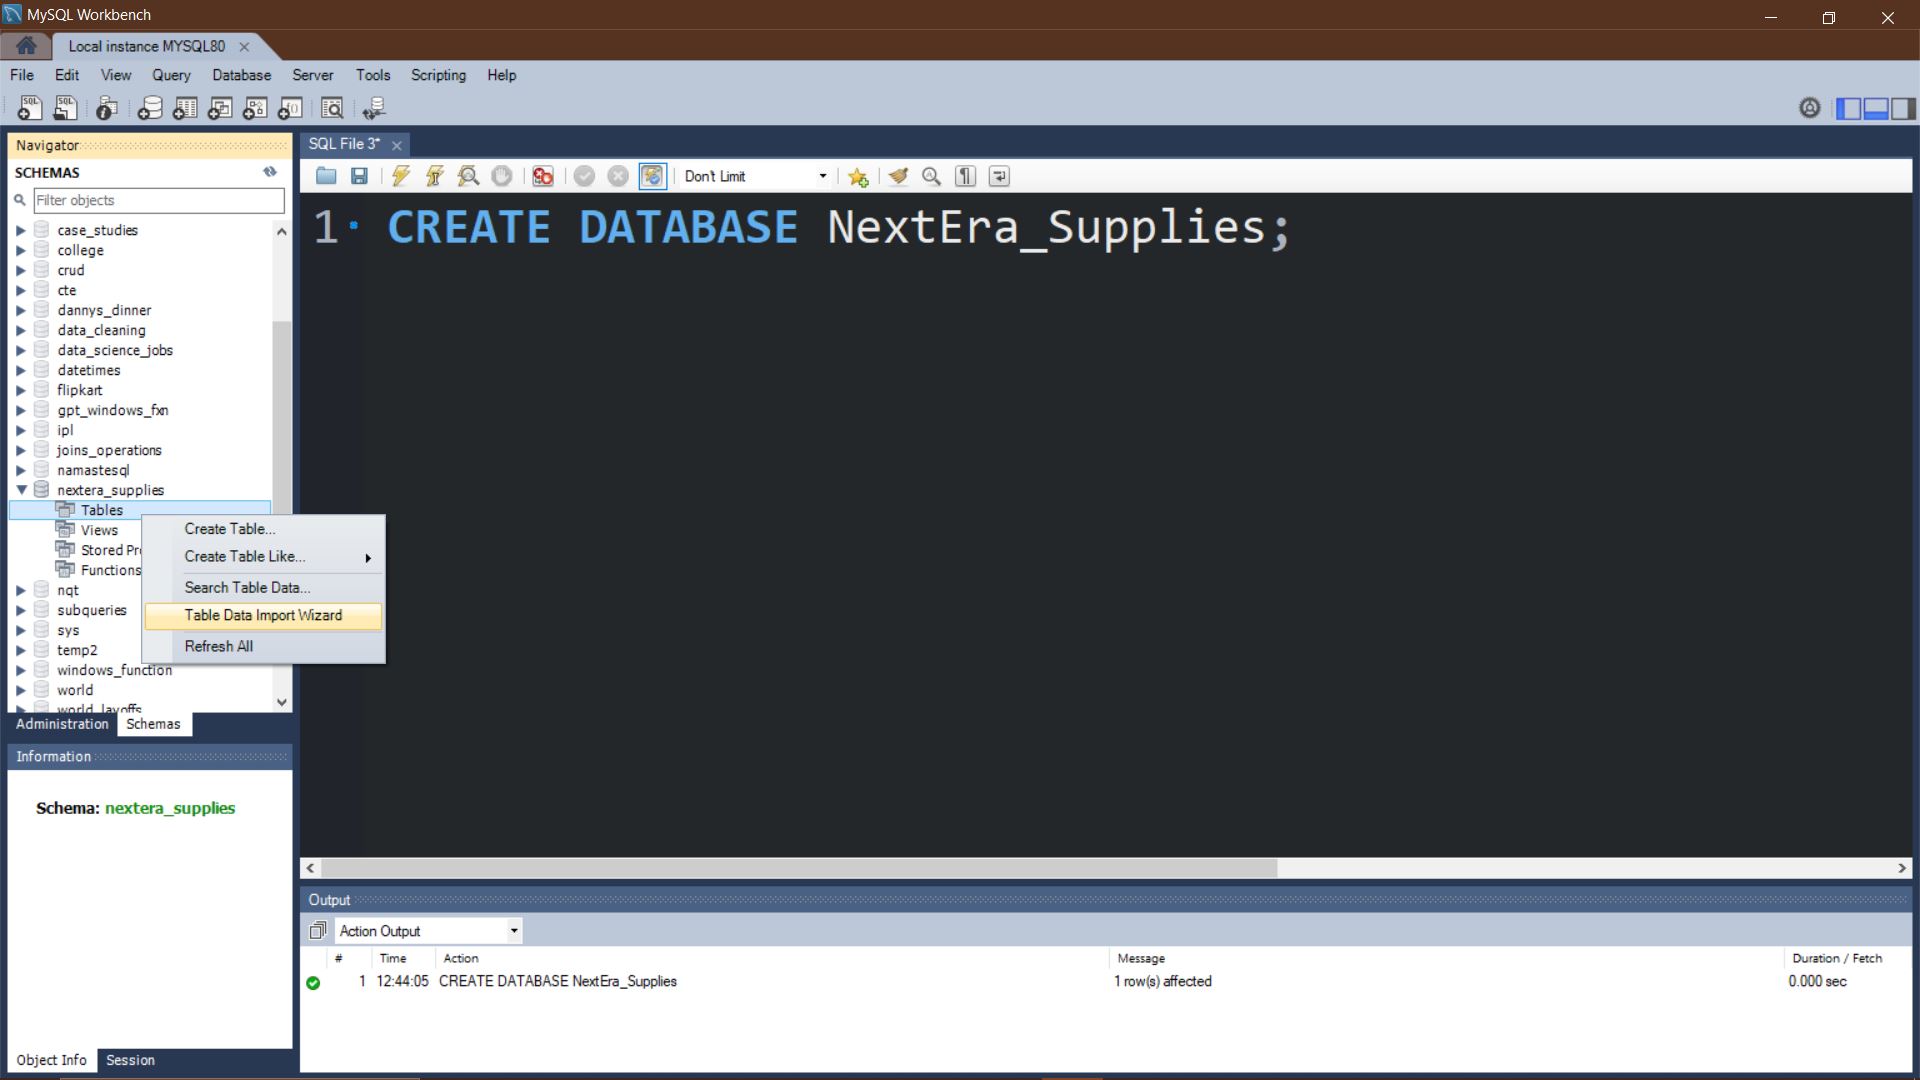 MySQL Workbench
Local instance MYSQL80
File Edit View Query Database Server Tools Scripting Help
Navigator
SCHEMAS
Filter objects
case_studies
college
crud
cte
dannys_dinner
data_cleaning
data_science_jobs
datetimes
flipkart
gpt_windows_fxn
ipl
joins_operations
namastesql
nextera_supplies
Tables
Views
Stored Pr
Functions
nqt
subqueries
sys
temp2
windows_function
world
world_layoffs
Create Table...
Create Table Like...
Search Table Data...
Table Data Import Wizard
Refresh All
Administration Schemas
Information
Schema: nextera_supplies
Object Info Session
SQL File 3*
Don't Limit
1 CREATE DATABASE NextEra_Supplies;
Output
Action Output
# Time Action Message Duration / Fetch
1 12:44:05 CREATE DATABASE NextEra_Supplies 1 row(s) affected 0.000 sec